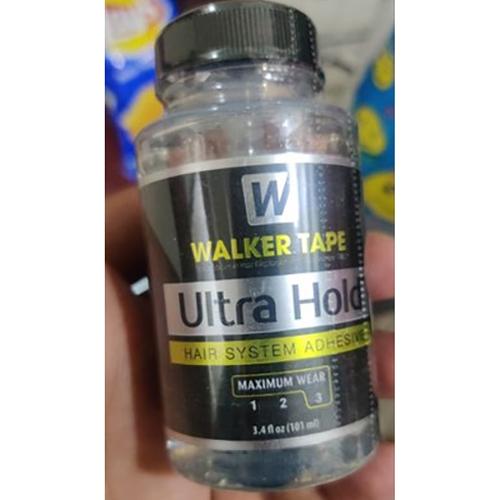 W
WALKER TAPE
Ultra Hold
HAIR SYSTEM ADHESIVE
MAXIMUM WEAR
1 2 3
3.4 fl oz (101 ml)